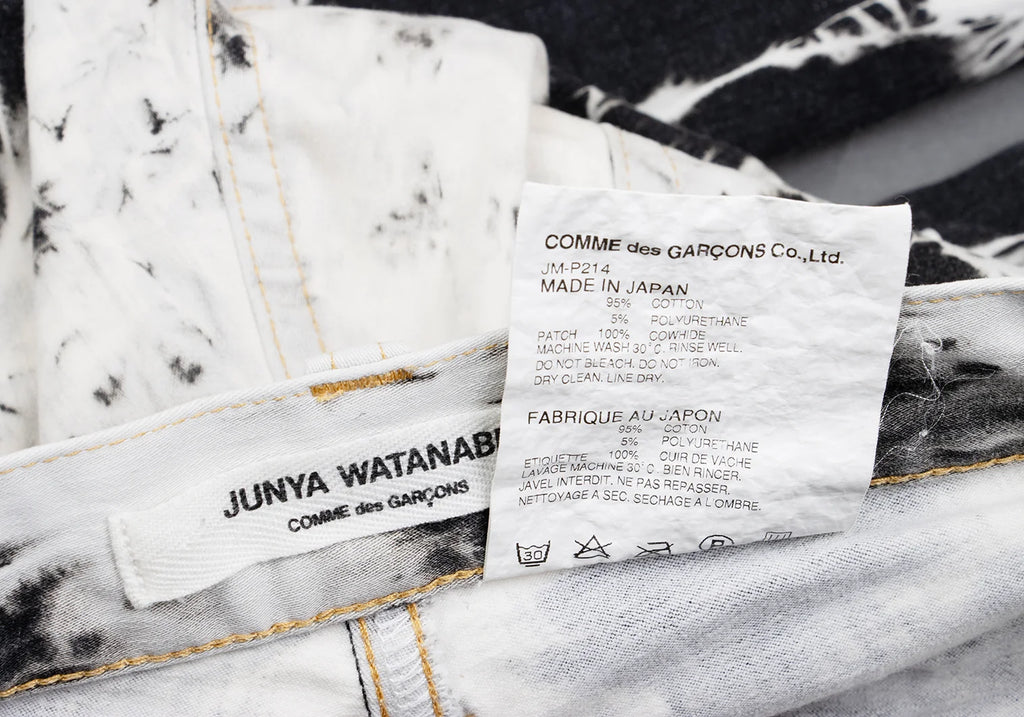 COMME des GARÇONS Co.,Ltd.
JM-P214
MADE IN JAPAN
95% COTTON
5% POLYURETHANE
PATCH 100% COWHIDE
MACHINE WASH 30°C. RINSE WELL.
DO NOT BLEACH. DO NOT IRON.
DRY CLEAN. LINE DRY.
FABRIQUE AU JAPON
95% COTON
5% POLYURETHANE
ETIQUETTE 100% CUIR DE VACHE
LAVAGE MACHINE 30°C. BIEN RINCER.
JAVEL INTERDIT. NE PAS REPASSER.
NETTOYAGE A SEC. SECHAGE A L'OMBRE.
30
P
JUNYA WATANAB
COMME des GARÇONS